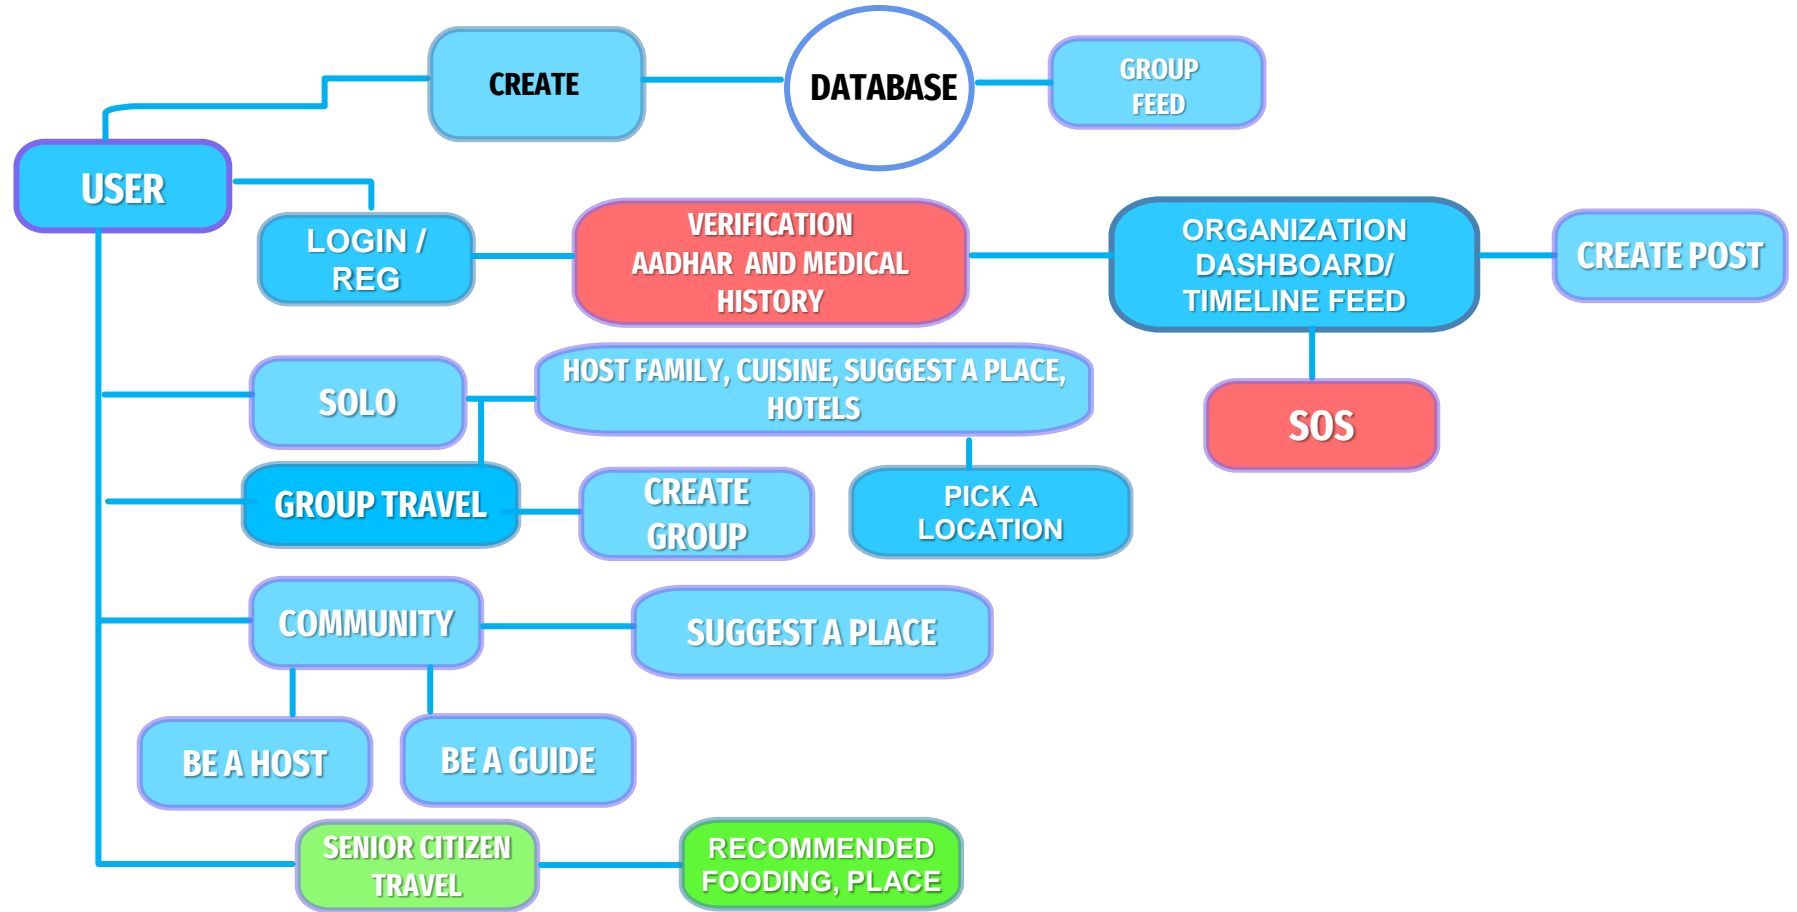 CREATE
DATABASE
GROUP
FEED
USER
LOGIN /
REG
VERIFICATION
AADHAR AND MEDICAL
HISTORY
ORGANIZATION
DASHBOARD/
TIMELINE FEED
CREATE POST
SOLO
HOST FAMILY, CUISINE, SUGGEST A PLACE,
HOTELS
SOS
GROUP TRAVEL
CREATE
GROUP
PICK A
LOCATION
COMMUNITY
SUGGEST A PLACE
BE A HOST
BE A GUIDE
SENIOR CITIZEN
TRAVEL
RECOMMENDED
FOODING, PLACE